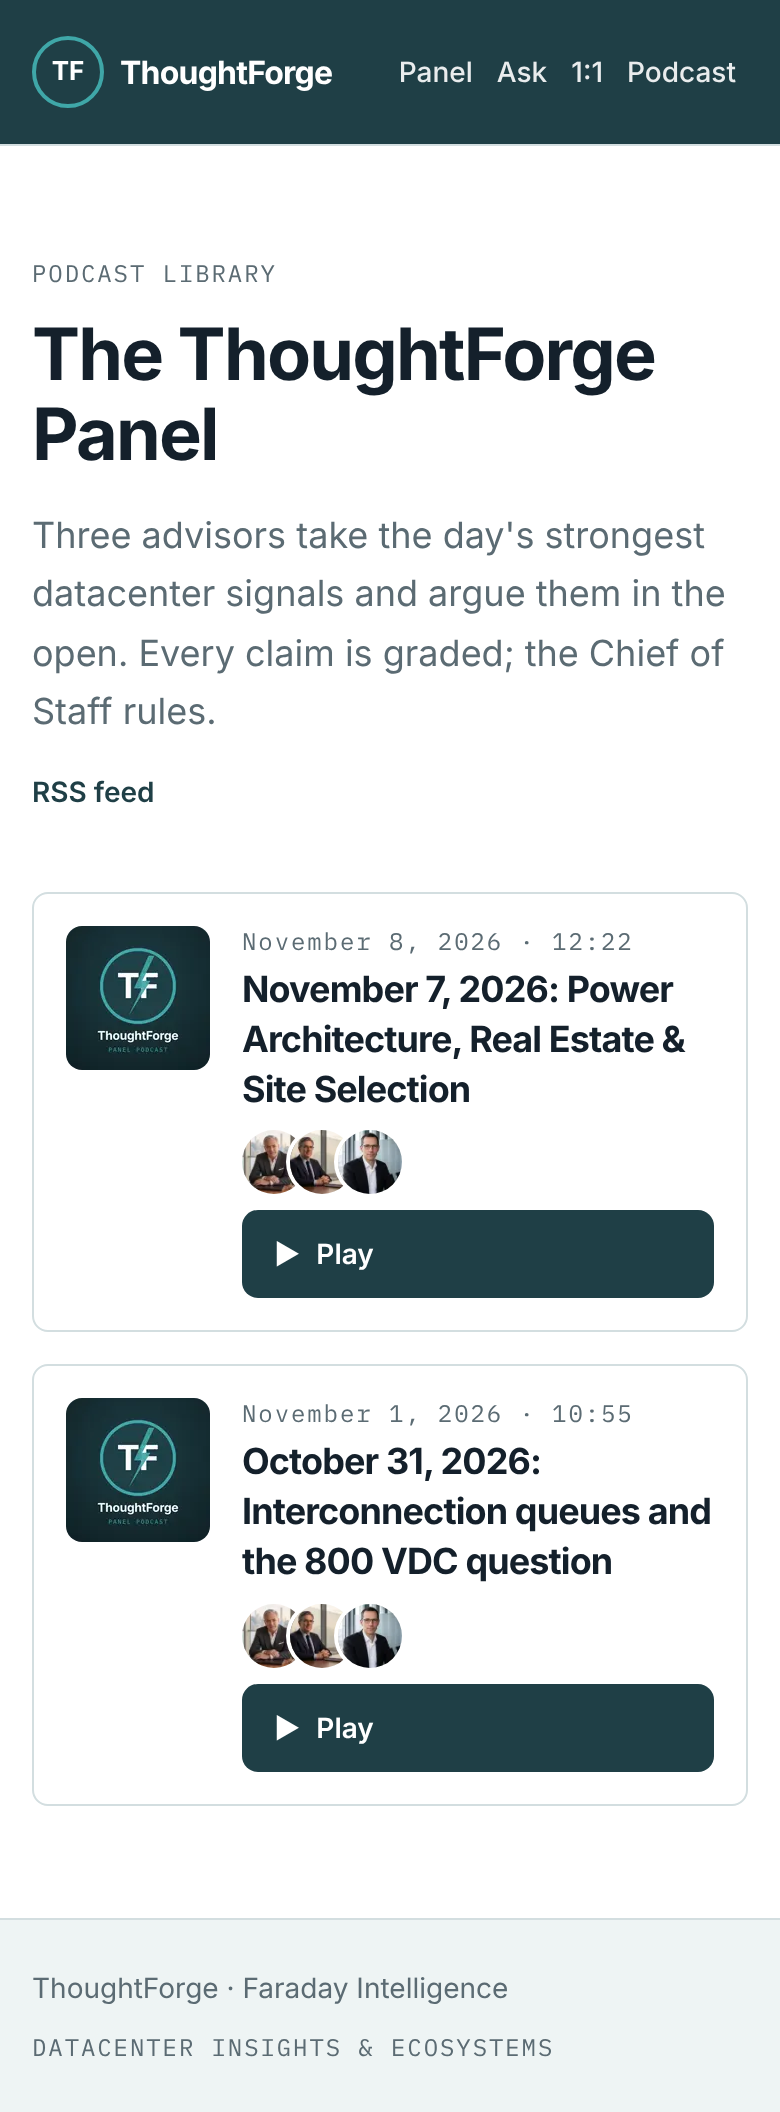 TF
ThoughtForge
Panel
Ask
1:1
Podcast
PODCAST LIBRARY
The ThoughtForge
Panel
Three advisors take the day's strongest
datacenter signals and argue them in the
open. Every claim is graded; the Chief of
Staff rules.
RSS feed
TF
ThoughtForge
PANEL PODCAST
November 8, 2026 · 12:22
November 7, 2026: Power
Architecture, Real Estate &
Site Selection
Play
TF
ThoughtForge
PANEL PODCAST
November 1, 2026 · 10:55
October 31, 2026:
Interconnection queues and
the 800 VDC question
Play
ThoughtForge · Faraday Intelligence
DATACENTER INSIGHTS & ECOSYSTEMS